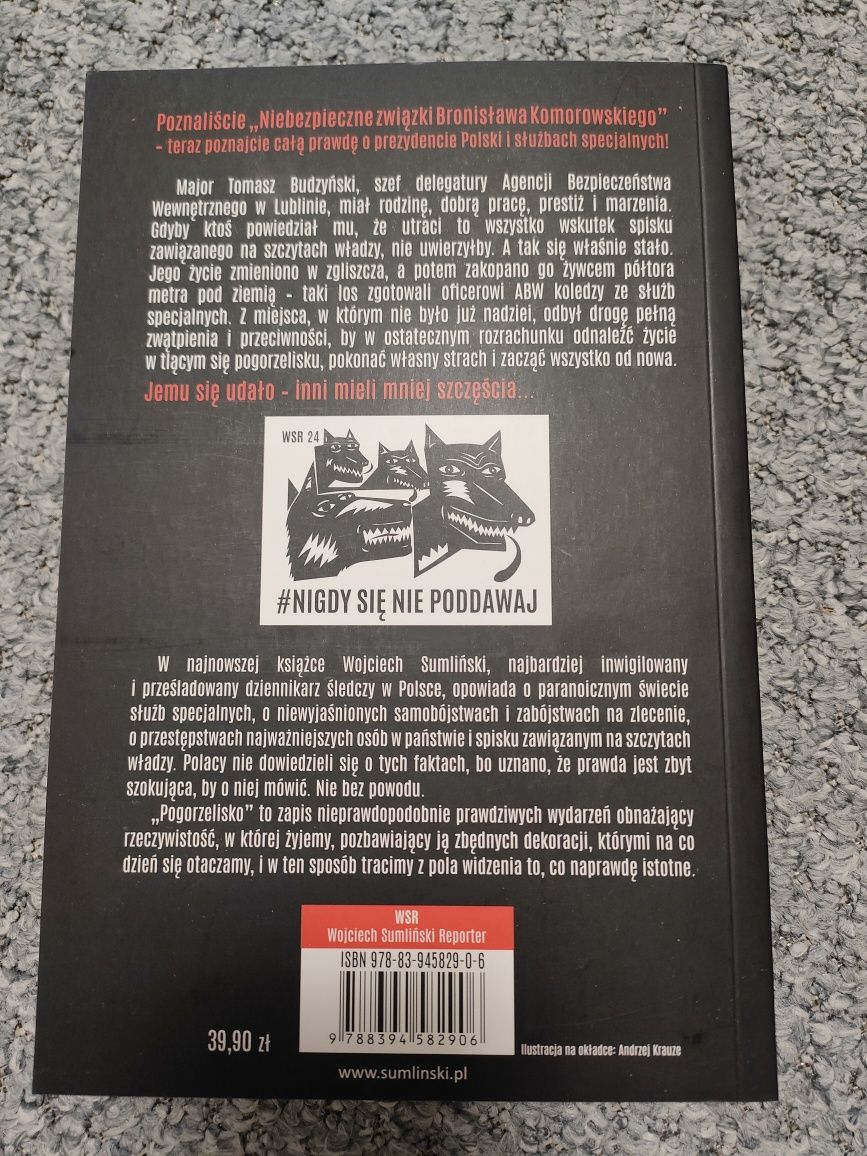 Poznaliście „Niebezpieczne związki Bronisława Komorowskiego”
– teraz poznajcie całą prawdę o prezydencie Polski i służbach specjalnych!
Major Tomasz Budzyński, szef delegatury Agencji Bezpieczeństwa
Wewnętrznego w Lublinie, miał rodzinę, dobrą pracę, prestiż i marzenia.
Gdyby ktoś powiedział mu, że utraci to wszystko wskutek spisku
zawiązanego na szczytach władzy, nie uwierzyłby. A tak się właśnie stało.
Jego życie zmieniono w zgliszcza, a potem zakopano go żywcem półtora
metra pod ziemią – taki los zgotowali oficerowi ABW koledzy ze służb
specjalnych. Z miejsca, w którym nie było już nadziei, odbył drogę pełną
zwątpienia i przeciwności, by w ostatecznym rozrachunku odnaleźć życie
w tlącym się pogorzelisku, pokonać własny strach i zacząć wszystko od nowa.
Jemu się udało – inni mieli mniej szczęścia...
WSR 24
#NIGDY SIĘ NIE PODDAWAJ
W najnowszej książce Wojciech Sumliński, najbardziej inwigilowany
i prześladowany dziennikarz śledczy w Polsce, opowiada o paranoicznym świecie
służb specjalnych, o niewyjaśnionych samobójstwach i zabójstwach na zlecenie,
o przestępstwach najważniejszych osób w państwie i spisku zawiązanym na szczytach
władzy. Polacy nie dowiedzieli się o tych faktach, bo uznano, że prawda jest zbyt
szokująca, by o niej mówić. Nie bez powodu.
„Pogorzelisko” to zapis nieprawdopodobnie prawdziwych wydarzeń obnażający
rzeczywistość, w której żyjemy, pozbawiający ją zbędnych dekoracji, którymi na co
dzień się otaczamy, i w ten sposób tracimy z pola widzenia to, co naprawdę istotne.
WSR
Wojciech Sumliński Reporter
ISBN 978-83-945829-0-6
9 788394 582906
39,90 zł
Ilustracja na okładce: Andrzej Krauze
www.sumlinski.pl